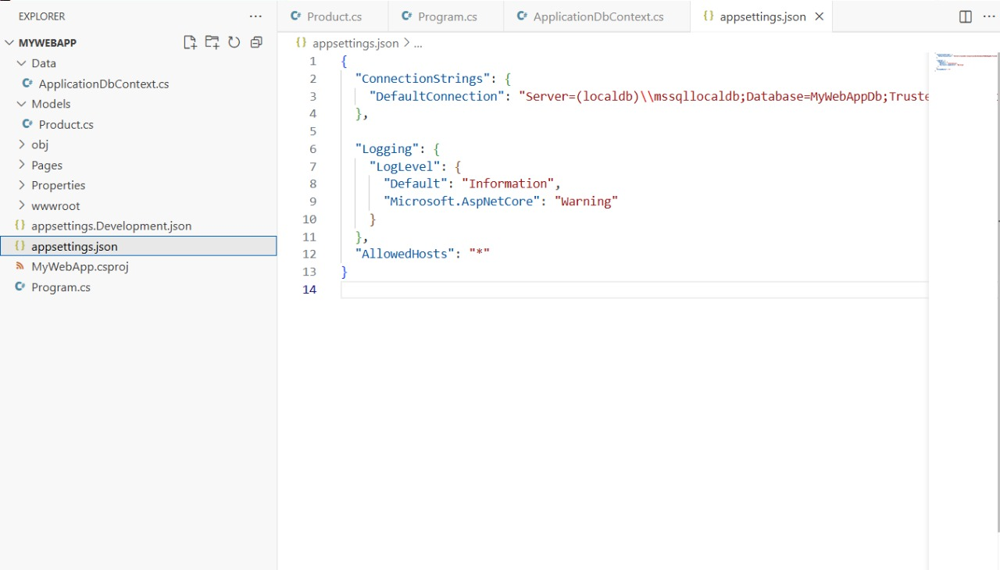 EXPLORER
MYWEBAPP
Data
ApplicationDbContext.cs
Models
Product.cs
obj
Pages
Properties
wwwroot
appsettings.Development.json
appsettings.json
MyWebApp.csproj
Program.cs
Product.cs
Program.cs
ApplicationDbContext.cs
appsettings.json
appsettings.json > ...
1 {
2 "ConnectionStrings": {
3 "DefaultConnection": "Server=(localdb)\\mssqllocaldb;Database=MyWebAppDb;Truste
4 },
5
6 "Logging": {
7 "LogLevel": {
8 "Default": "Information",
9 "Microsoft.AspNetCore": "Warning"
10 }
11 },
12 "AllowedHosts": "*"
13 }
14